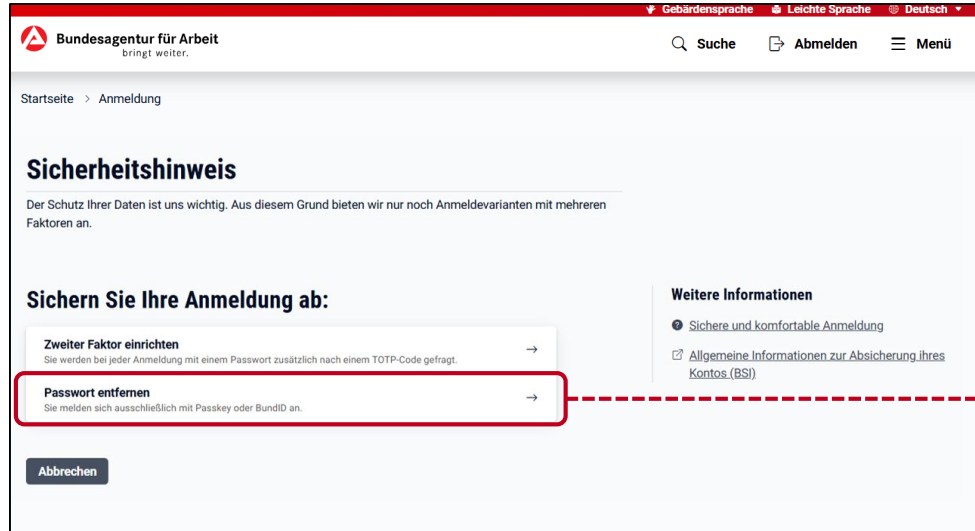 Gebärdensprache Leichte Sprache Deutsch
Bundesagentur für Arbeit
bringt weiter.
Suche Abmelden Menü
Startseite > Anmeldung
Sicherheitshinweis
Der Schutz Ihrer Daten ist uns wichtig. Aus diesem Grund bieten wir nur noch Anmeldevarianten mit mehreren
Faktoren an.
Sichern Sie Ihre Anmeldung ab:
Zweiter Faktor einrichten
Sie werden bei jeder Anmeldung mit einem Passwort zusätzlich nach einem TOTP-Code gefragt.
Passwort entfernen
Sie melden sich ausschließlich mit Passkey oder BundID an.
Abbrechen
Weitere Informationen
Sichere und komfortable Anmeldung
Allgemeine Informationen zur Absicherung ihres
Kontos (BSI)